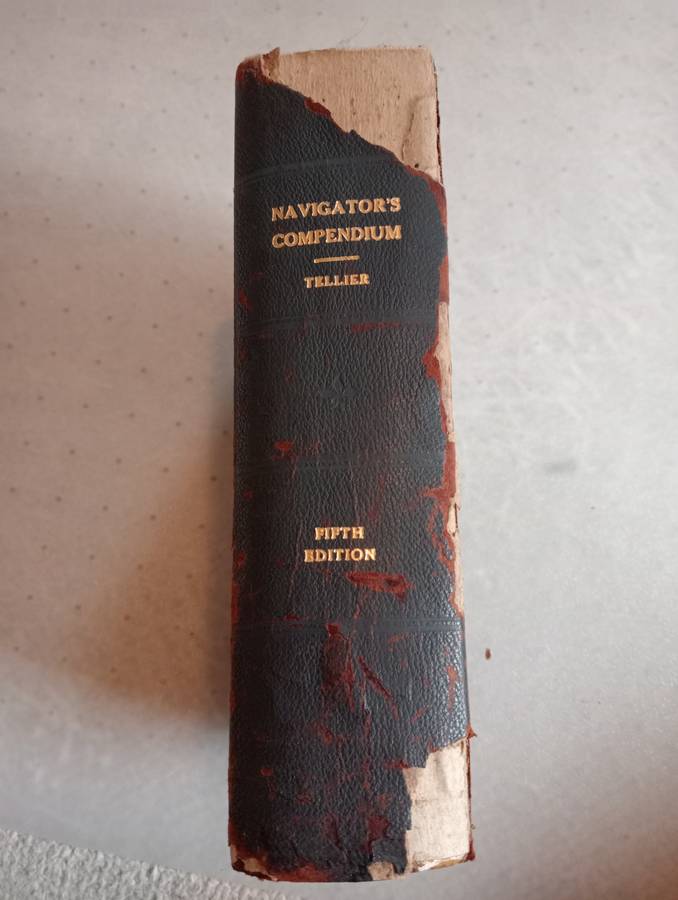 NAVIGATOR'S
COMPENDIUM
TELLIER
FIFTH
EDITION